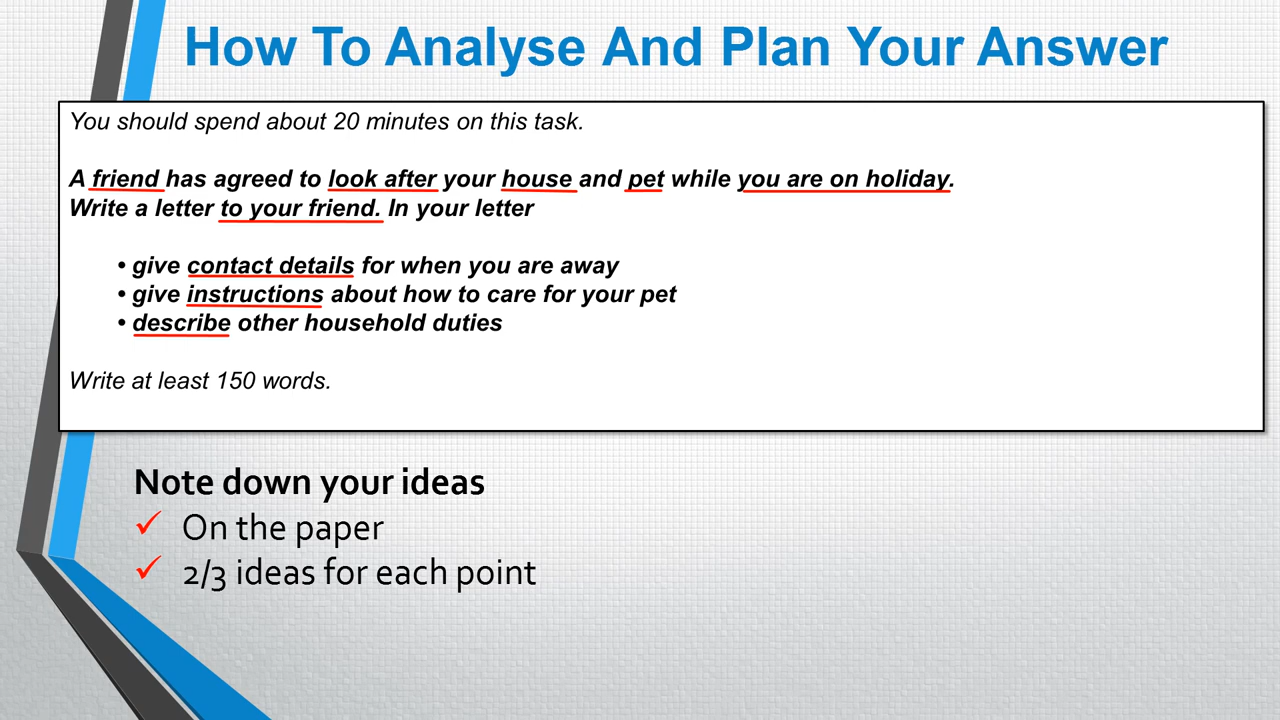 How To Analyse And Plan Your Answer
You should spend about 20 minutes on this task.
A friend has agreed to look after your house and pet while you are on holiday.
Write a letter to your friend. In your letter
• give contact details for when you are away
• give instructions about how to care for your pet
• describe other household duties
Write at least 150 words.
Note down your ideas
✓ On the paper
✓ 2/3 ideas for each point